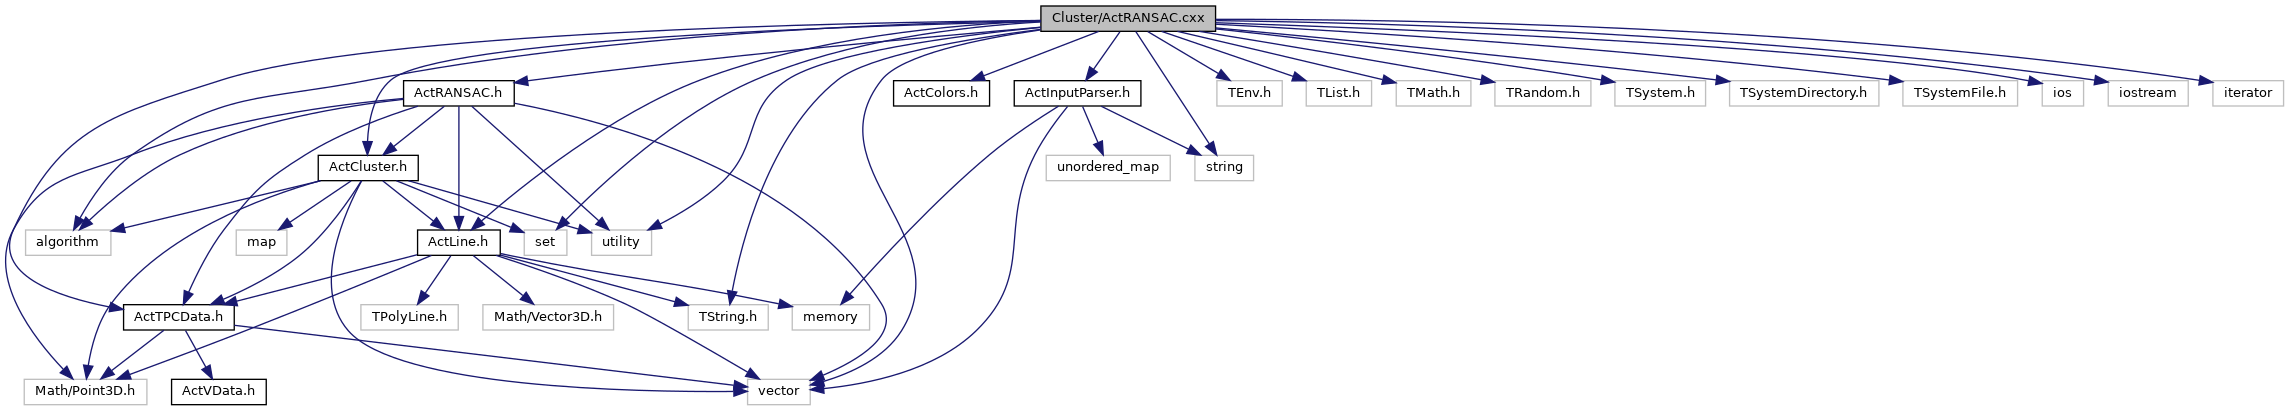 Cluster/ActRANSAC.cxx
ActRANSAC.h
ActColors.h
ActInputParser.h
TEnv.h
TList.h
TMath.h
TRandom.h
TSystem.h
TSystemDirectory.h
TSystemFile.h
ios
iostream
iterator
ActCluster.h
unordered_map
string
algorithm
map
ActLine.h
set
utility
ActTPCData.h
TPolyLine.h
Math/Vector3D.h
TString.h
memory
Math/Point3D.h
ActVData.h
vector